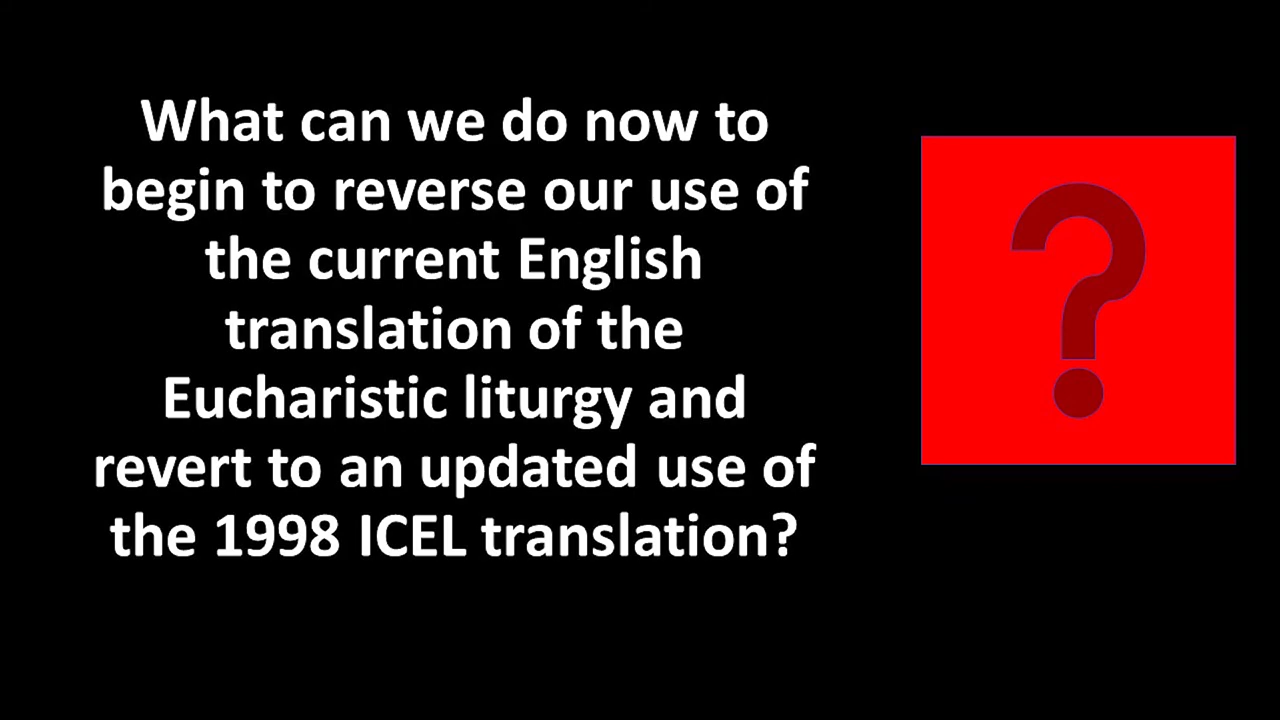 What can we do now to
begin to reverse our use of
the current English
translation of the
Eucharistic liturgy and
revert to an updated use of
the 1998 ICEL translation?
?